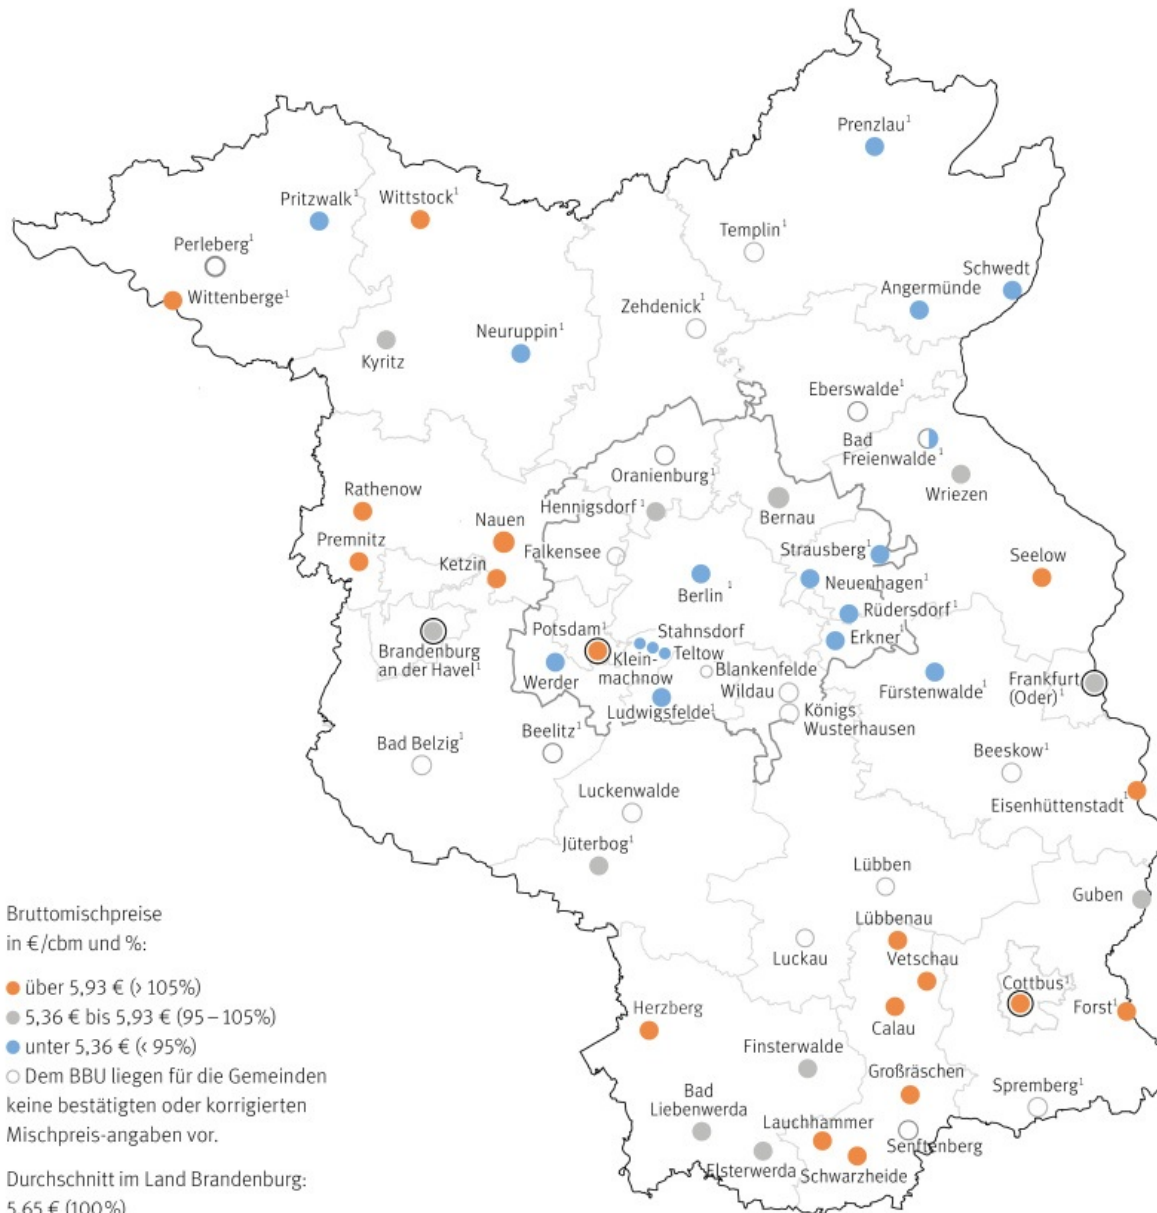 Prenzlau¹
Pritzwalk¹
Wittstock¹
Templin¹
Perleberg¹
Schwedt
Angermünde
Wittenberge¹
Zehdenick¹
Neuruppin¹
Kyritz
Eberswalde¹
Bad
Freienwalde¹
Oranienburg¹
Wriezen
Rathenow
Hennigsdorf¹
Bernau
Nauen
Premnitz
Falkensee
Strausberg¹
Seelow
Ketzin
Berlin¹
Neuenhagen¹
Rüdersdorf¹
Potsdam¹
Stahnsdorf
Erkner¹
Brandenburg
an der Havel¹
Klein-
machnow
Teltow
Werder
Blankenfelde
Wildau
Fürstenwalde¹
Frankfurt
(Oder)¹
Ludwigsfelde¹
Königs
Wusterhausen
Beelitz¹
Bad Belzig¹
Beeskow¹
Luckenwalde
Eisenhüttenstadt¹
Jüterbog¹
Lübben
Guben
Lübbenau
Luckau
Vetschau
Cottbus¹
Forst¹
Herzberg
Calau
Finsterwalde
Großräschen
Spremberg¹
Bad
Liebenwerda
Lauchhammer
Senftenberg
Elsterwerda
Schwarzheide
Bruttomischpreise
in €/cbm und %:
über 5,93 € (> 105%)
5,36 € bis 5,93 € (95 – 105%)
unter 5,36 € (< 95%)
Dem BBU liegen für die Gemeinden
keine bestätigten oder korrigierten
Mischpreis-angaben vor.
Durchschnitt im Land Brandenburg:
5,65 € (100%)